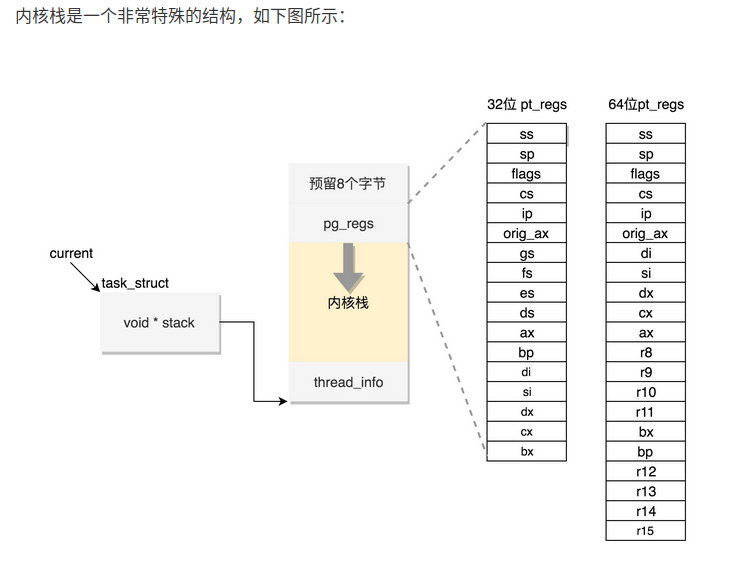 内核栈是一个非常特殊的结构，如下图所示：
current
task_struct
void * stack
预留8个字节
pg_regs
内核栈
thread_info
32位 pt_regs
ss
sp
flags
cs
ip
orig_ax
gs
fs
es
ds
ax
bp
di
si
dx
cx
bx
64位pt_regs
ss
sp
flags
cs
ip
orig_ax
di
si
dx
cx
ax
r8
r9
r10
r11
bx
bp
r12
r13
r14
r15